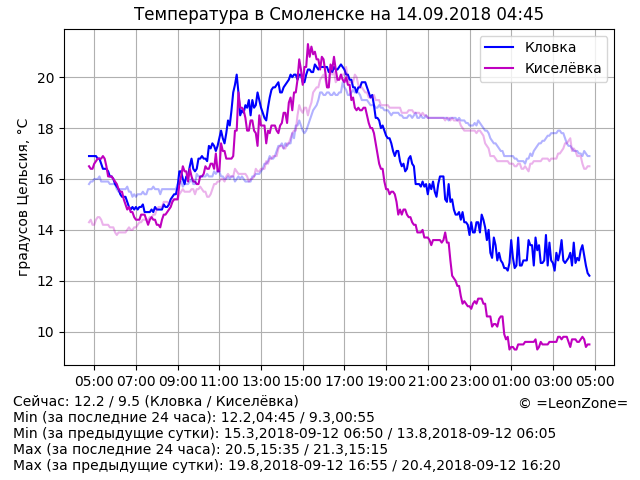 Температура в Смоленске на 14.09.2018 04:45
Кловка
Киселёвка
градусов Цельсия, °C
20
18
16
14
12
10
05:00 07:00 09:00 11:00 13:00 15:00 17:00 19:00 21:00 23:00 01:00 03:00 05:00
Сейчас: 12.2 / 9.5 (Кловка / Киселёвка)
© =LeonZone=
Min (за последние 24 часа): 12.2,04:45 / 9.3,00:55
Min (за предыдущие сутки): 15.3,2018-09-12 06:50 / 13.8,2018-09-12 06:05
Max (за последние 24 часа): 20.5,15:35 / 21.3,15:15
Max (за предыдущие сутки): 19.8,2018-09-12 16:55 / 20.4,2018-09-12 16:20